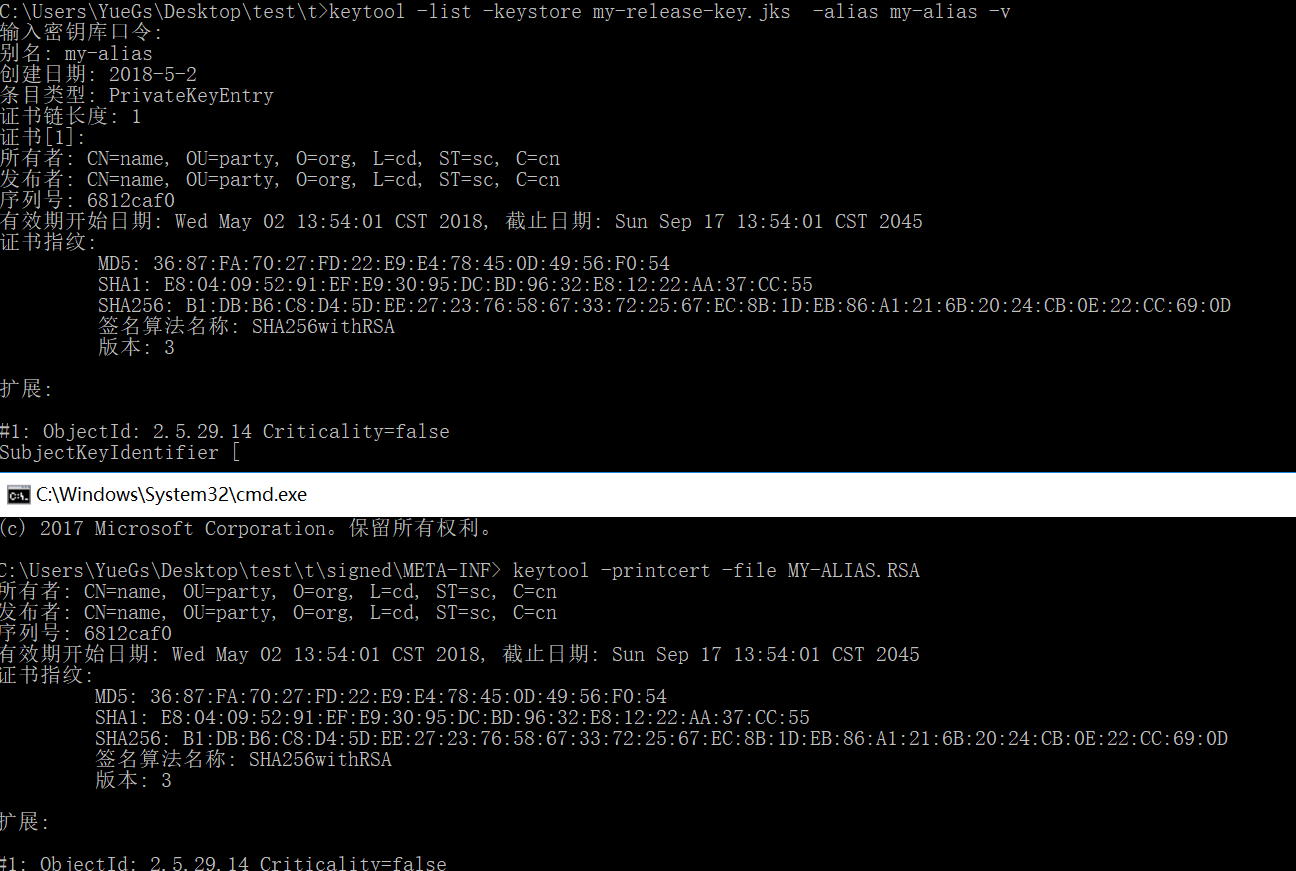 C:\Users\YueGs\Desktop\test\t>keytool -list -keystore my-release-key.jks  -alias my-alias -v
输入密钥库口令:
别名: my-alias
创建日期: 2018-5-2
条目类型: PrivateKeyEntry
证书链长度: 1
证书[1]:
所有者: CN=name, OU=party, O=org, L=cd, ST=sc, C=cn
发布者: CN=name, OU=party, O=org, L=cd, ST=sc, C=cn
序列号: 6812caf0
有效期开始日期: Wed May 02 13:54:01 CST 2018, 截止日期: Sun Sep 17 13:54:01 CST 2045
证书指纹:
MD5: 36:87:FA:70:27:FD:22:E9:E4:78:45:0D:49:56:F0:54
SHA1: E8:04:09:52:91:EF:E9:30:95:DC:BD:96:32:E8:12:22:AA:37:CC:55
SHA256: B1:DB:B6:C8:D4:5D:EE:27:23:76:58:67:33:72:25:67:EC:8B:1D:EB:86:A1:21:6B:20:24:CB:0E:22:CC:69:0D
签名算法名称: SHA256withRSA
版本: 3
扩展:
#1: ObjectId: 2.5.29.14 Criticality=false
SubjectKeyIdentifier [
C:\Windows\System32\cmd.exe
(c) 2017 Microsoft Corporation。保留所有权利。
C:\Users\YueGs\Desktop\test\t\signed\META-INF> keytool -printcert -file MY-ALIAS.RSA
所有者: CN=name, OU=party, O=org, L=cd, ST=sc, C=cn
发布者: CN=name, OU=party, O=org, L=cd, ST=sc, C=cn
序列号: 6812caf0
有效期开始日期: Wed May 02 13:54:01 CST 2018, 截止日期: Sun Sep 17 13:54:01 CST 2045
证书指纹:
MD5: 36:87:FA:70:27:FD:22:E9:E4:78:45:0D:49:56:F0:54
SHA1: E8:04:09:52:91:EF:E9:30:95:DC:BD:96:32:E8:12:22:AA:37:CC:55
SHA256: B1:DB:B6:C8:D4:5D:EE:27:23:76:58:67:33:72:25:67:EC:8B:1D:EB:86:A1:21:6B:20:24:CB:0E:22:CC:69:0D
签名算法名称: SHA256withRSA
版本: 3
扩展:
#1: ObjectId: 2.5.29.14 Criticality=false